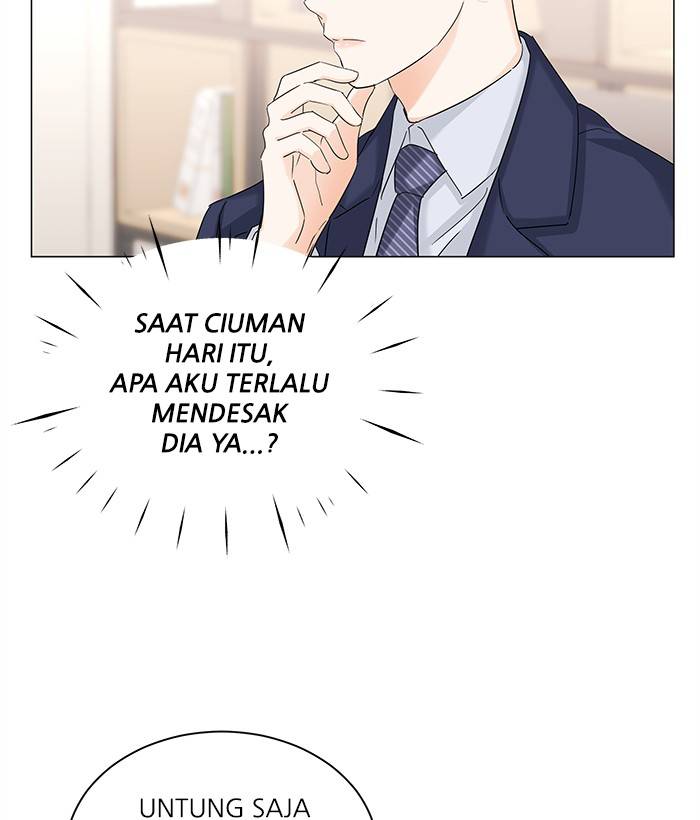 SAAT CIUMAN
HARI ITU,
APA AKU TERLALU
MENDESAK
DIA YA...?
UNTUNG SAJA